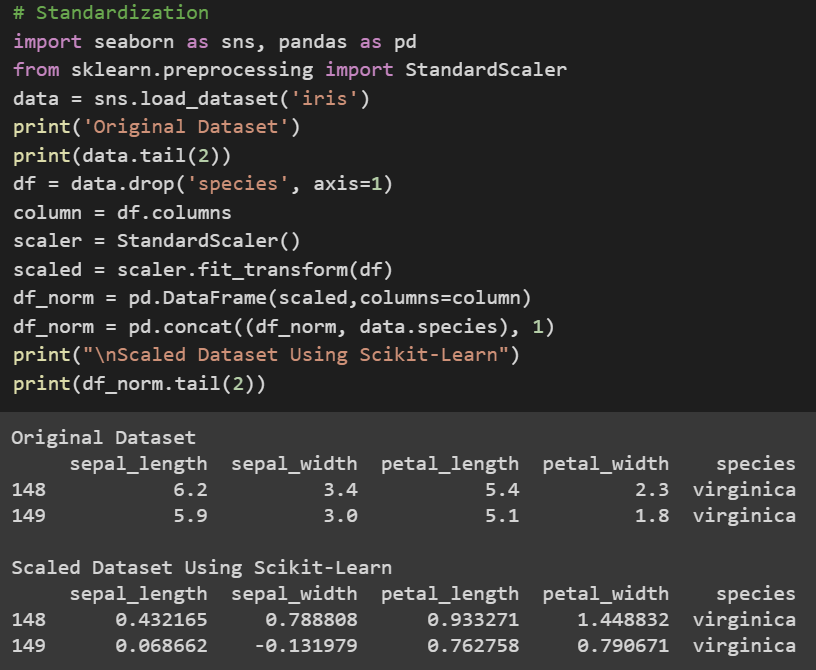 # Standardization
import seaborn as sns, pandas as pd
from sklearn.preprocessing import StandardScaler
data = sns.load_dataset('iris')
print('Original Dataset')
print(data.tail(2))
df = data.drop('species', axis=1)
column = df.columns
scaler = StandardScaler()
scaled = scaler.fit_transform(df)
df_norm = pd.DataFrame(scaled,columns=column)
df_norm = pd.concat((df_norm, data.species), 1)
print("\nScaled Dataset Using Scikit-Learn")
print(df_norm.tail(2))
Original Dataset
     sepal_length  sepal_width  petal_length  petal_width    species
148           6.2          3.4           5.4          2.3  virginica
149           5.9          3.0           5.1          1.8  virginica
Scaled Dataset Using Scikit-Learn
     sepal_length  sepal_width  petal_length  petal_width    species
148      0.432165     0.788808      0.933271     1.448832  virginica
149      0.068662    -0.131979      0.762758     0.790671  virginica